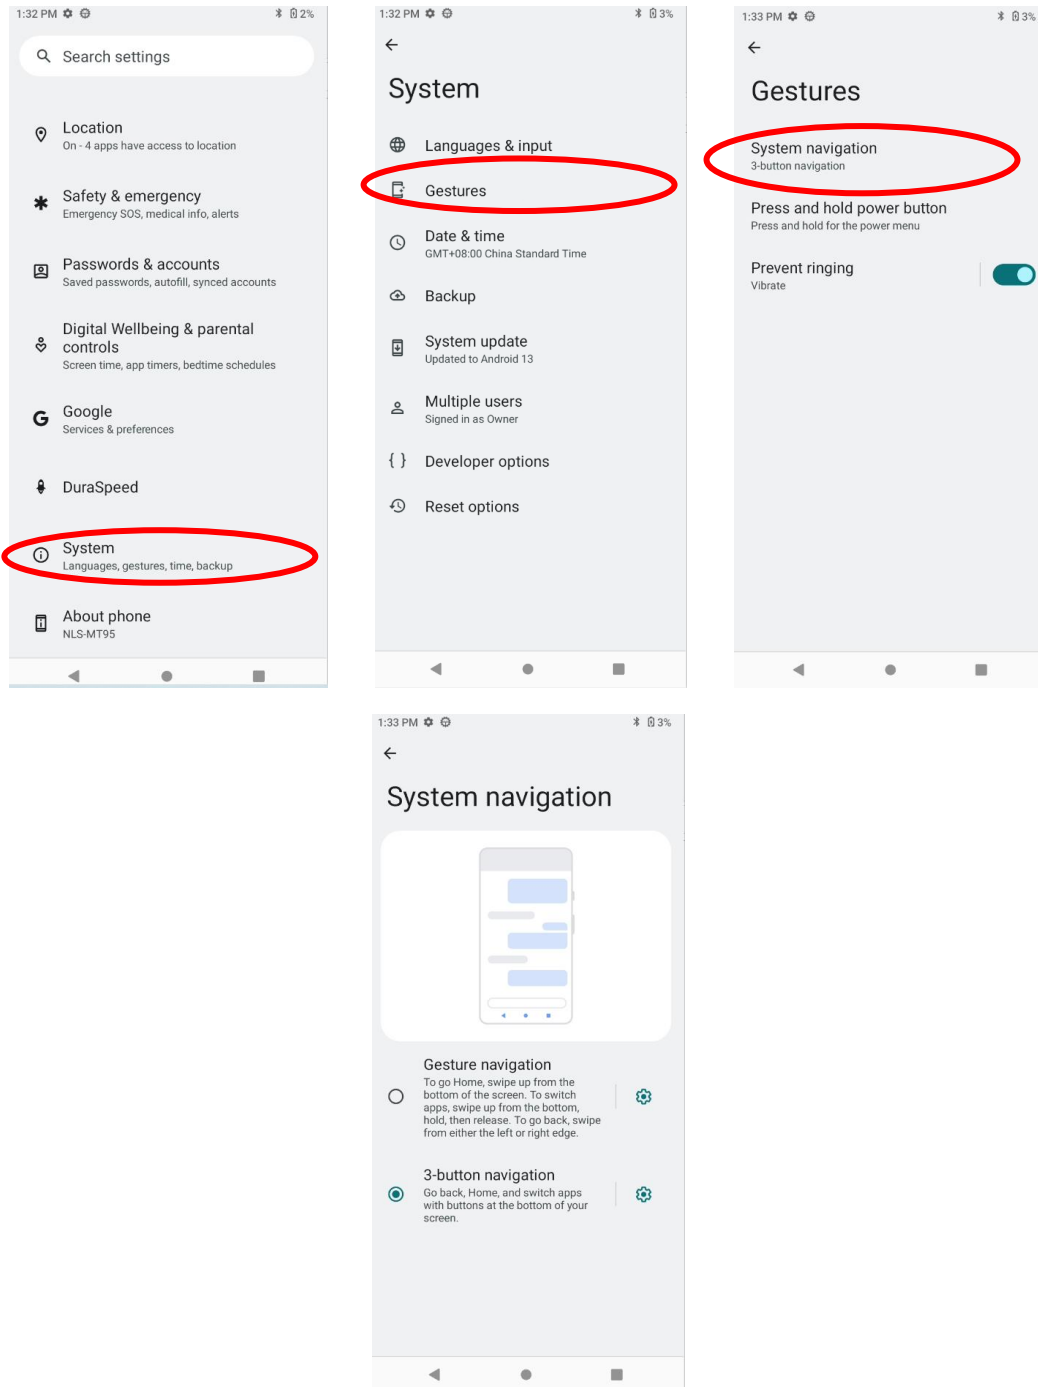 1:32 PM
2%
Search settings
Location
On - 4 apps have access to location
Safety & emergency
Emergency SOS, medical info, alerts
Passwords & accounts
Saved passwords, autofill, synced accounts
Digital Wellbeing & parental
controls
Screen time, app timers, bedtime schedules
Google
Services & preferences
DuraSpeed
System
Languages, gestures, time, backup
About phone
NLS-MT95
1:32 PM
3%
System
Languages & input
Gestures
Date & time
GMT+08:00 China Standard Time
Backup
System update
Updated to Android 13
Multiple users
Signed in as Owner
Developer options
Reset options
1:33 PM
3%
Gestures
System navigation
3-button navigation
Press and hold power button
Press and hold for the power menu
Prevent ringing
Vibrate
1:33 PM
3%
System navigation
Gesture navigation
To go Home, swipe up from the
bottom of the screen. To switch
apps, swipe up from the bottom,
hold, then release. To go back, swipe
from either the left or right edge.
3-button navigation
Go back, Home, and switch apps
with buttons at the bottom of your
screen.